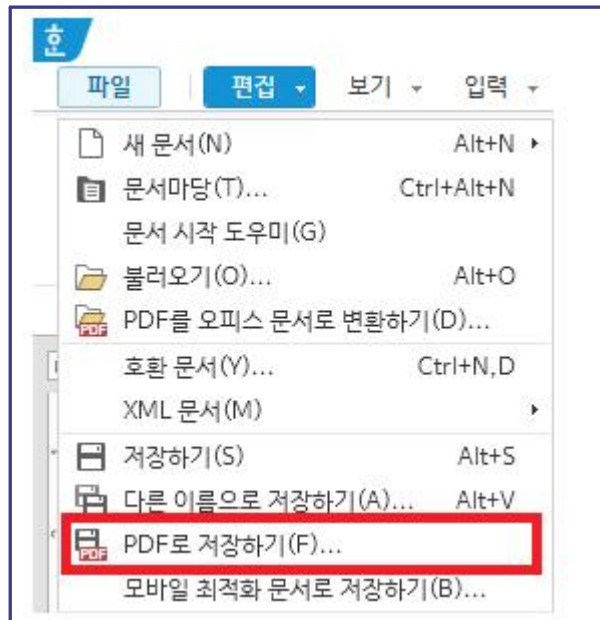 호
파일 편집 보기 입력
새 문서(N) Alt+N
문서마당(T)... Ctrl+Alt+N
문서 시작 도우미(G)
불러오기(O)... Alt+O
PDF를 오피스 문서로 변환하기(D)...
호환 문서(Y)... Ctrl+N,D
XML 문서(M)
저장하기(S) Alt+S
다른 이름으로 저장하기(A)... Alt+V
PDF로 저장하기(F)...
모바일 최적화 문서로 저장하기(B)...